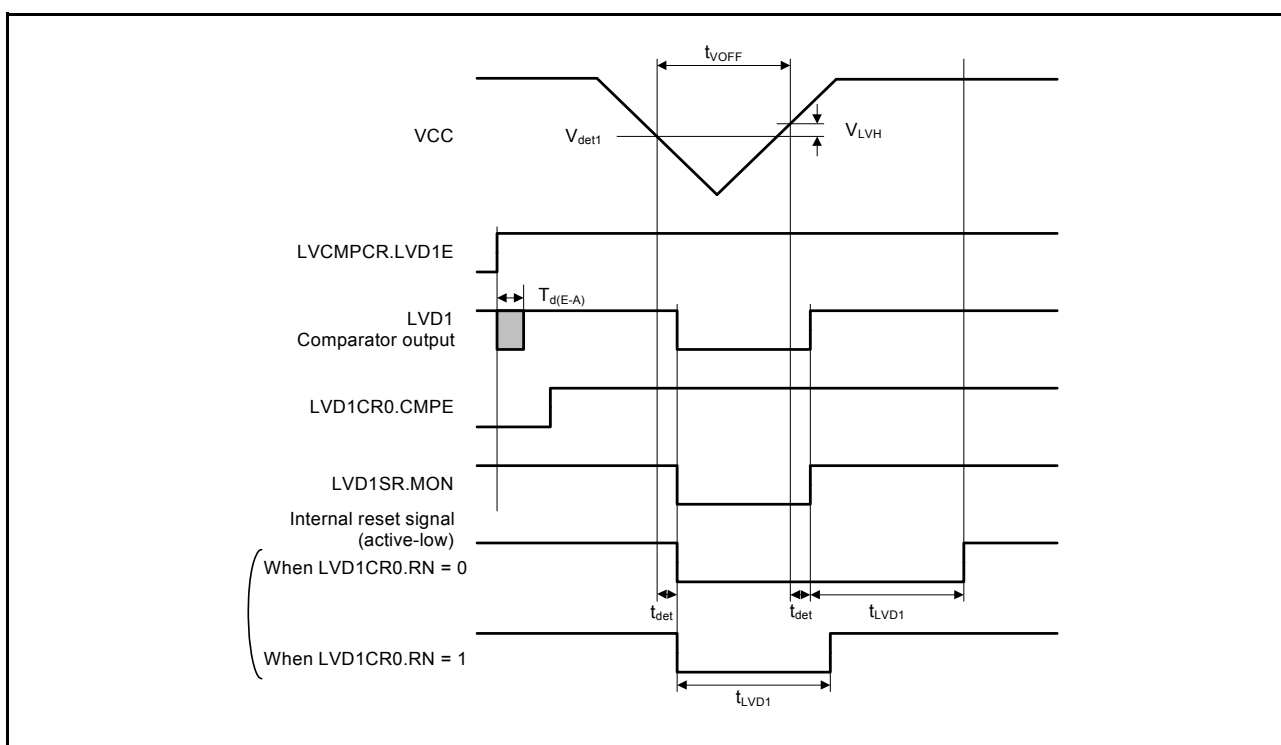 tVOFF
VCC
Vdet1
VLVH
LVCMPCR.LVD1E
Td(E-A)
LVD1
Comparator output
LVD1CR0.CMPE
LVD1SR.MON
Internal reset signal
(active-low)
When LVD1CR0.RN = 0
tdet
tdet
tLVD1
When LVD1CR0.RN = 1
tLVD1